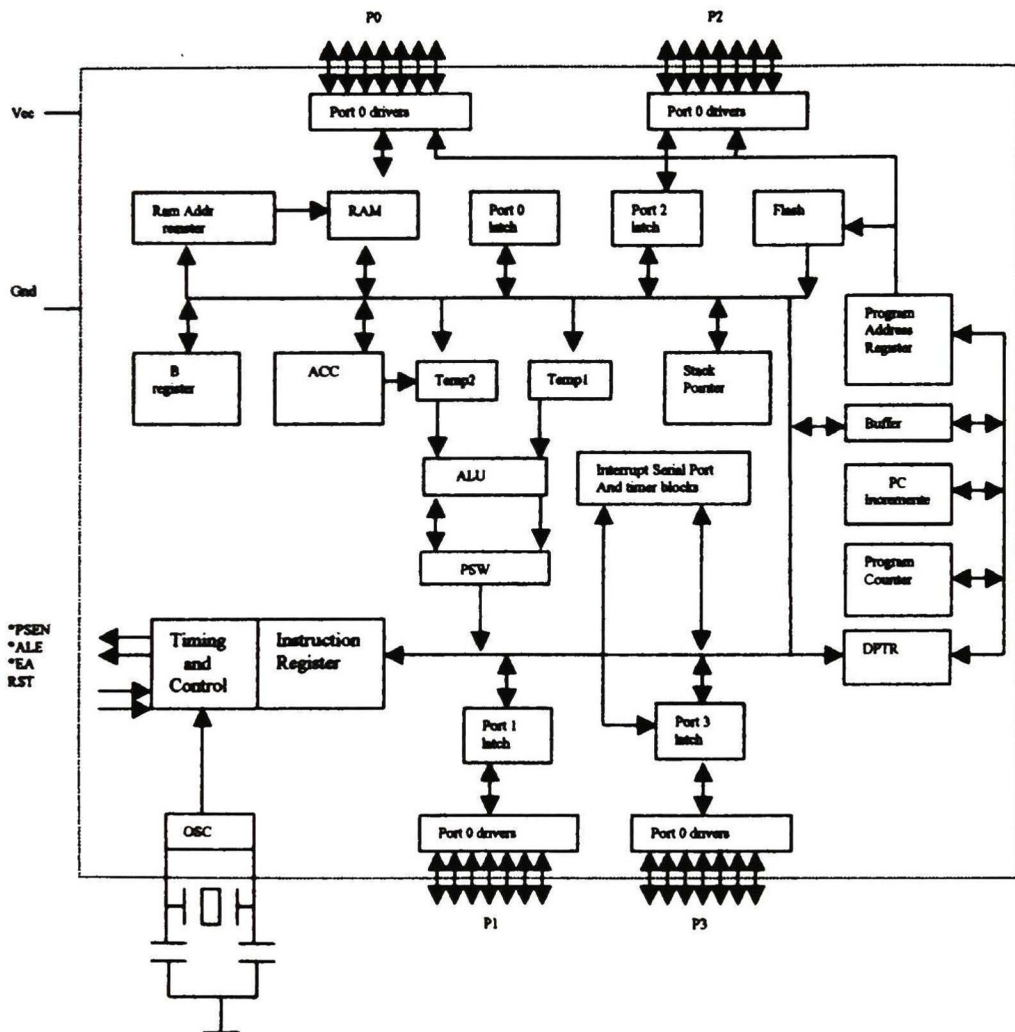 P0
P2
Vcc
Port 0 drivers
Port 0 drivers
Ram Addr
remster
RAM
Port 0
latch
Port 2
latch
Flash
Gnd
Program
Address
Register
B
register
ACC
Temp2
Temp1
Stack
Pointer
Buffer
ALU
Interrupt Serial Port
And timer blocks
PC
incremente
Program
Counter
PSW
*PSEN
*ALE
*EA
RST
Timing
and
Control
Instruction
Register
DPTR
Port 1
latch
Port 3
latch
OSC
Port 0 drivers
Port 0 drivers
P1
P3